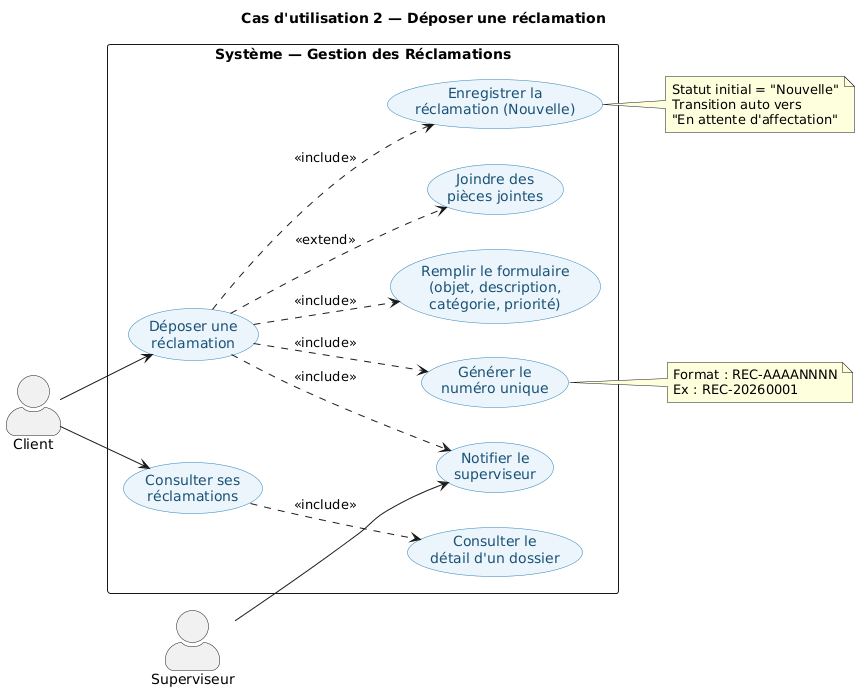 Cas d'utilisation 2 — Déposer une réclamation
Système — Gestion des Réclamations
Enregistrer la
réclamation (Nouvelle)
Statut initial = "Nouvelle"
Transition auto vers
"En attente d'affectation"
«include»
Joindre des
pièces jointes
«extend»
Remplir le formulaire
(objet, description,
catégorie, priorité)
«include»
Déposer une
réclamation
«include»
Générer le
numéro unique
Format : REC-AAAANNNN
Ex : REC-20260001
«include»
Client
Notifier le
superviseur
Consulter ses
réclamations
«include»
Consulter le
détail d'un dossier
Superviseur